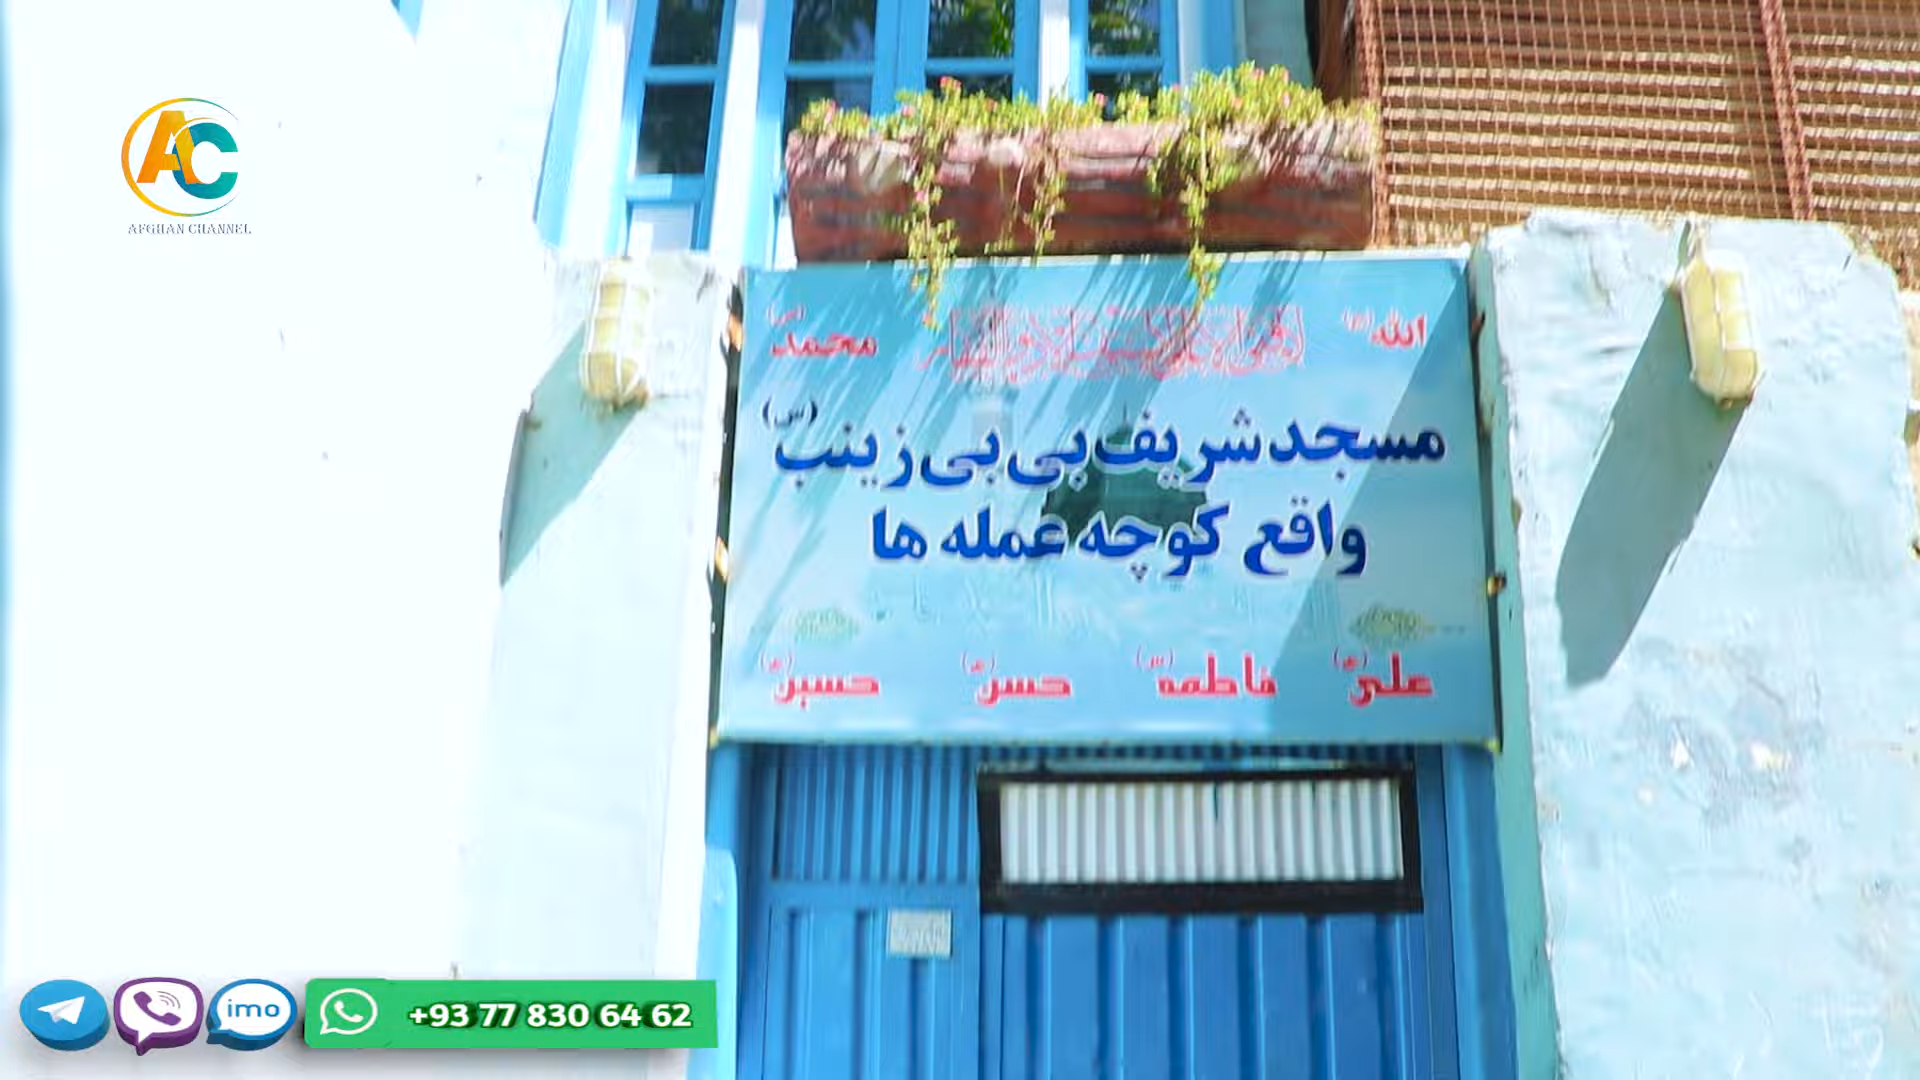 AC
AFGHAN CHANNEL
الله محمد (ص)
مسجد شریف بی بی زینب (س)
واقع کوچه عمله ها
علی (ع) فاطمه (س) حسن (ع) حسین (ع)
imo
+93 77 830 64 62